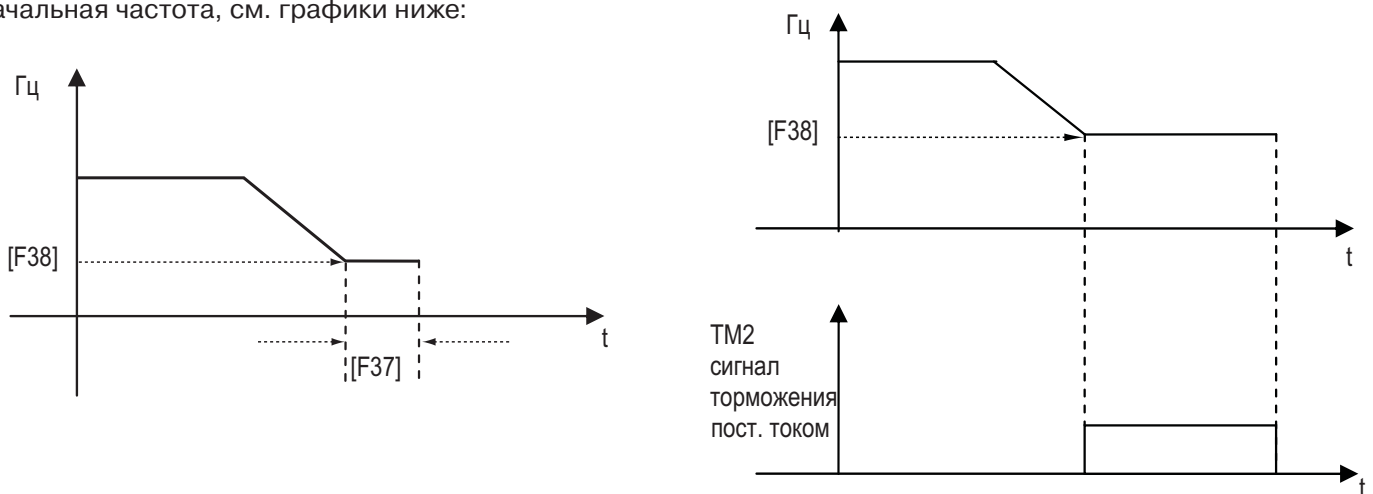 ачальная частота, см. графики ниже:
Гц
[F38]
t
[F37]
Гц
[F38]
t
TM2
сигнал
торможения
пост. током
t